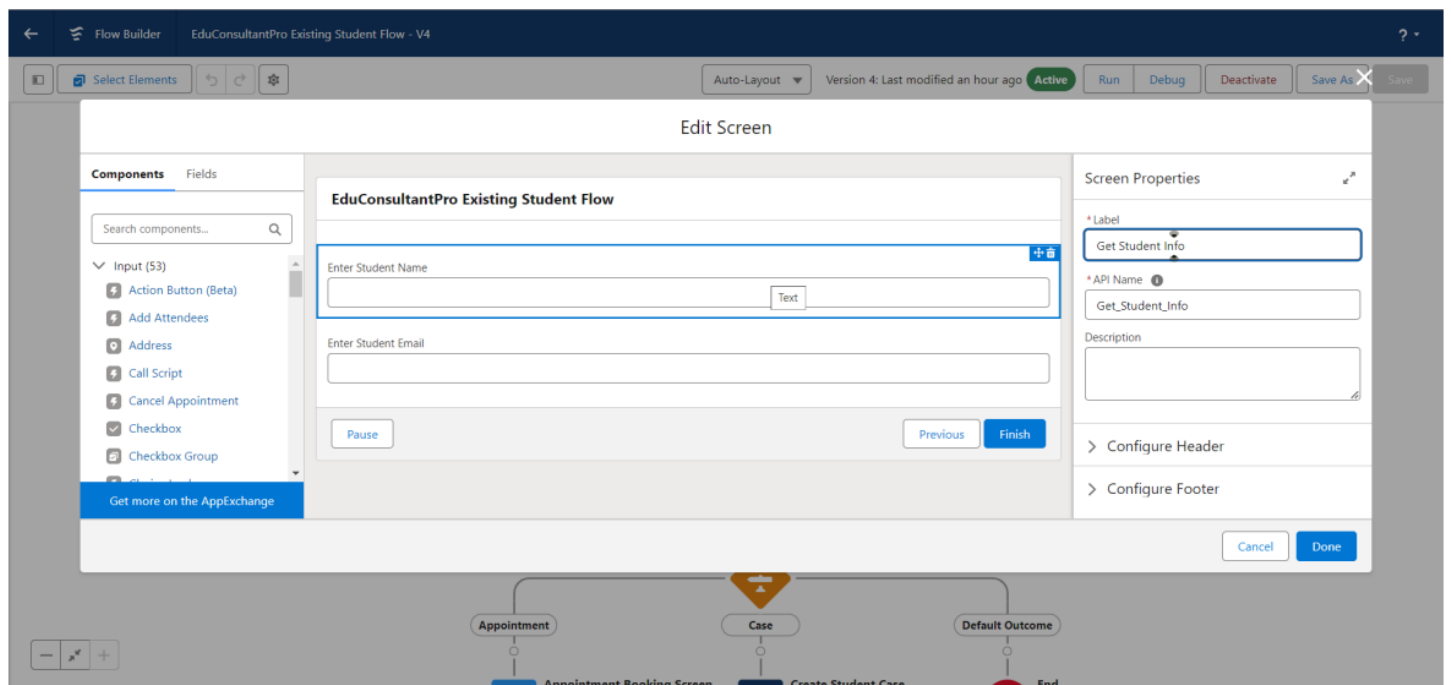 Flow Builder
EduConsultantPro Existing Student Flow - V4
?
Select Elements
Auto-Layout
Version 4: Last modified an hour ago
Active
Run
Debug
Deactivate
Save As
Save
Edit Screen
Components
Fields
Search components...
Input (53)
Action Button (Beta)
Add Attendees
Address
Call Script
Cancel Appointment
Checkbox
Checkbox Group
Get more on the AppExchange
EduConsultantPro Existing Student Flow
Enter Student Name
Text
Enter Student Email
Pause
Previous
Finish
Screen Properties
* Label
Get Student Info
* API Name
Get_Student_Info
Description
Configure Header
Configure Footer
Cancel
Done
Appointment
Case
Default Outcome
Appointment Booking Screen
Create Student Case
End